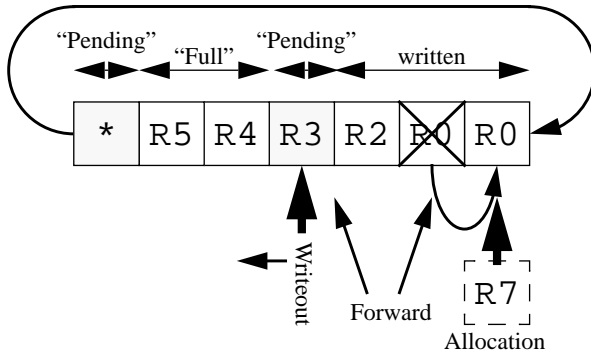 “Pending” “Full” “Pending” written
* R5 R4 R3 R2 R0 R0
Writeout
Forward
R7
Allocation